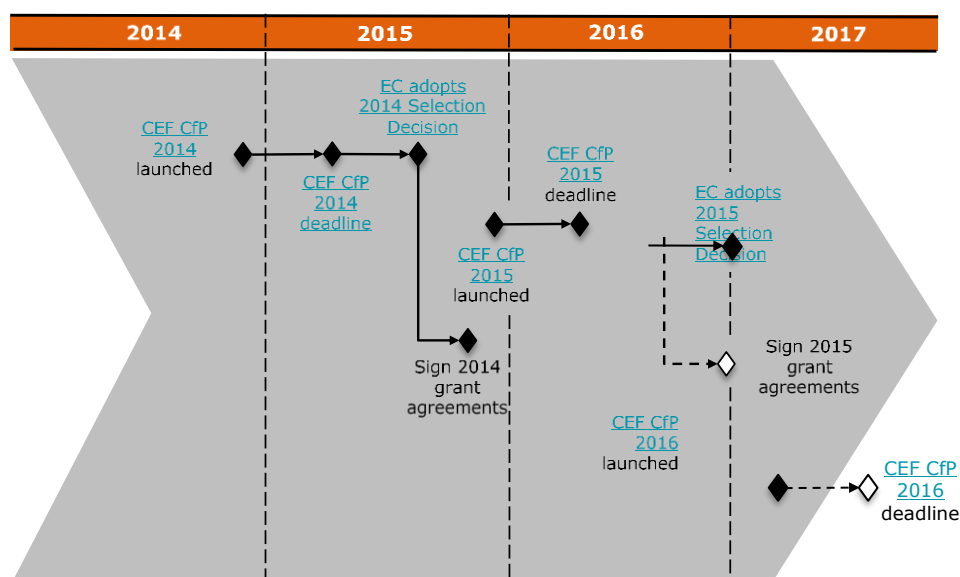 2014
2015
2016
2017
EC adopts
2014 Selection
Decision
CEF CfP
2014
launched
CEF CfP
2014
deadline
CEF CfP
2015
deadline
EC adopts
2015
Selection
Decision
CEF CfP
2015
launched
Sign 2014
grant
agreements
Sign 2015
grant
agreements
CEF CfP
2016
launched
CEF CfP
2016
deadline